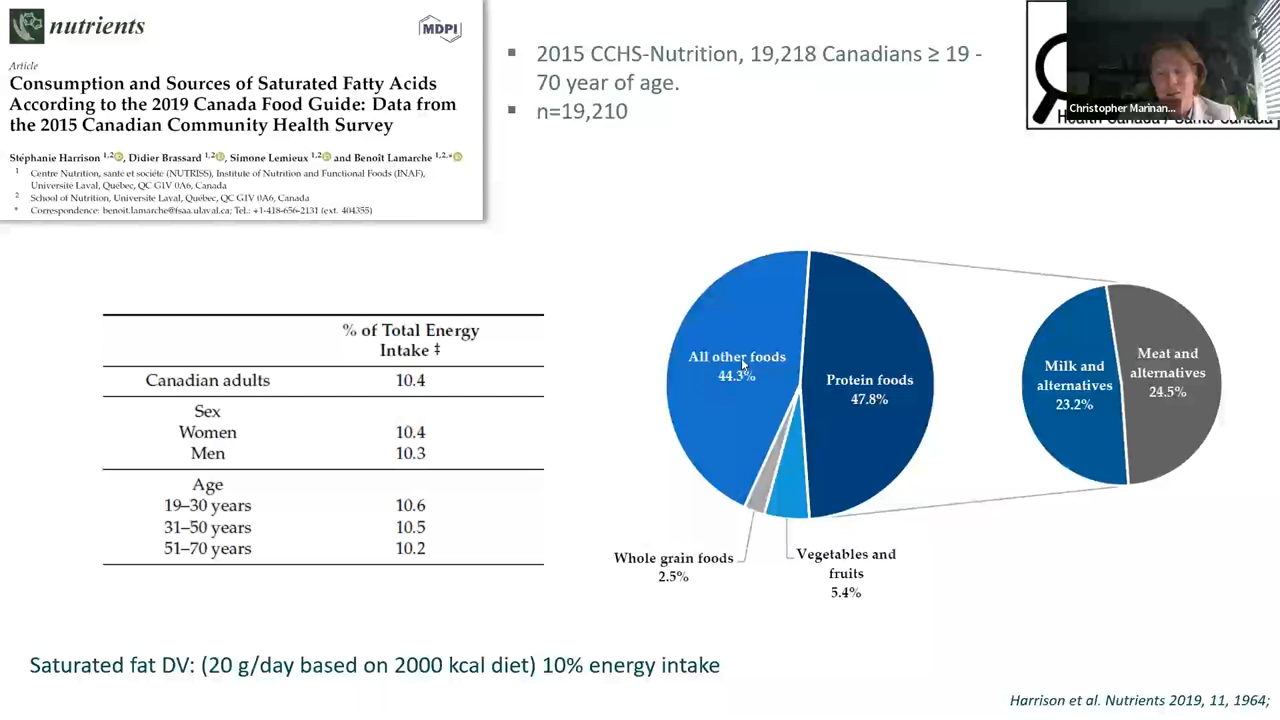 nutrients
MDPI
Article
Consumption and Sources of Saturated Fatty Acids
According to the 2019 Canada Food Guide: Data from
the 2015 Canadian Community Health Survey
Stéphanie Harrison 1,2, Didier Brassard 1,2, Simone Lemieux 1,2 and Benoît Lamarche 1,2,*
1 Centre Nutrition, santé et société (NUTRISS), Institute of Nutrition and Functional Foods (INAF),
Université Laval, Québec, QC G1V 0A6, Canada
2 School of Nutrition, Université Laval, Québec, QC G1V 0A6, Canada
* Correspondence: benoit.lamarche@fsaa.ulaval.ca; Tel.: +1-418-656-2131 (ext. 404355)
▪ 2015 CCHS-Nutrition, 19,218 Canadians ≥ 19 -
70 year of age.
▪ n=19,210
Christopher Marinan...
Health Canada / Santé Canada
% of Total Energy
Intake ‡
Canadian adults 10.4
Sex
Women 10.4
Men 10.3
Age
19–30 years 10.6
31–50 years 10.5
51–70 years 10.2
All other foods
44.3%
Protein foods
47.8%
Whole grain foods
2.5%
Vegetables and
fruits
5.4%
Milk and
alternatives
23.2%
Meat and
alternatives
24.5%
Saturated fat DV: (20 g/day based on 2000 kcal diet) 10% energy intake
Harrison et al. Nutrients 2019, 11, 1964;